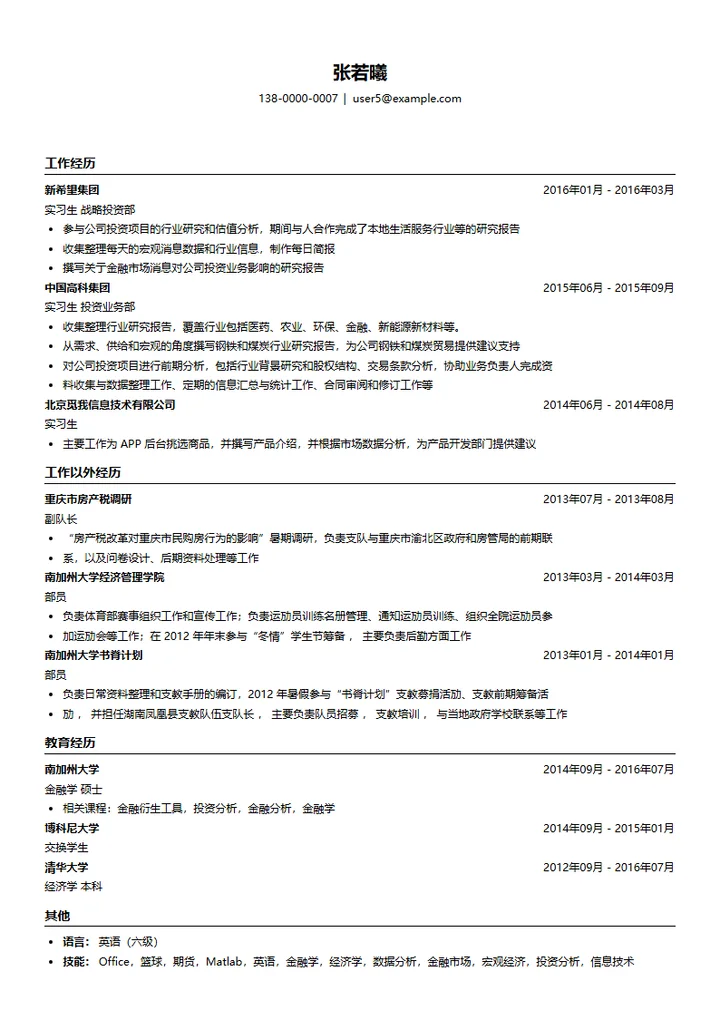 张若曦
138-0000-0007 | user5@example.com
工作经历
新希望集团 2016年01月 - 2016年03月
实习生 战略投资部
• 参与公司投资项目的行业研究和估值分析，期间与人合作完成了本地生活服务行业等的研究报告
• 收集整理每天的宏观消息数据和行业信息，制作每日简报
• 撰写关于金融市场消息对公司投资业务影响的研究报告
中国高科集团 2015年06月 - 2015年09月
实习生 投资业务部
• 收集整理行业研究报告，覆盖行业包括医药、农业、环保、金融、新能源新材料等。
• 从需求、供给和宏观的角度撰写钢铁和煤炭行业研究报告，为公司钢铁和煤炭贸易提供建议支持
• 对公司投资项目进行前期分析，包括行业背景研究和股权结构、交易条款分析，协助业务负责人完成资
• 料收集与数据整理工作、定期的信息汇总与统计工作、合同审阅和修订工作等
北京觅我信息技术有限公司 2014年06月 - 2014年08月
实习生
• 主要工作为 APP 后台挑选商品，并撰写产品介绍，并根据市场数据分析，为产品开发部门提供建议
工作以外经历
重庆市房产税调研 2013年07月 - 2013年08月
副队长
• “房产税改革对重庆市民购房行为的影响”暑期调研，负责支队与重庆市渝北区政府和房管局的前期联
• 系，以及问卷设计、后期资料处理等工作
南加州大学经济管理学院 2013年03月 - 2014年03月
部员
• 负责体育部赛事组织工作和宣传工作；负责运动员训练名册管理、通知运动员训练、组织全院运动员参
• 加运动会等工作；在 2012 年年末参与“冬情”学生节筹备 ， 主要负责后勤方面工作
南加州大学书脊计划 2013年01月 - 2014年01月
部员
• 负责日常资料整理和支教手册的编订，2012 年暑假参与“书脊计划”支教募捐活劢、支教前期筹备活
• 劢 ， 并担任湖南凤凰县支教队伍支队长 ， 主要负责队员招募 ， 支教培训 ， 与当地政府学校联系等工作
教育经历
南加州大学 2014年09月 - 2016年07月
金融学 硕士
• 相关课程：金融衍生工具，投资分析，金融分析，金融学
博科尼大学 2014年09月 - 2015年01月
交换学生
清华大学 2012年09月 - 2016年07月
经济学 本科
其他
• 语言： 英语（六级）
• 技能： Office，篮球，期货，Matlab，英语，金融学，经济学，数据分析，金融市场，宏观经济，投资分析，信息技术